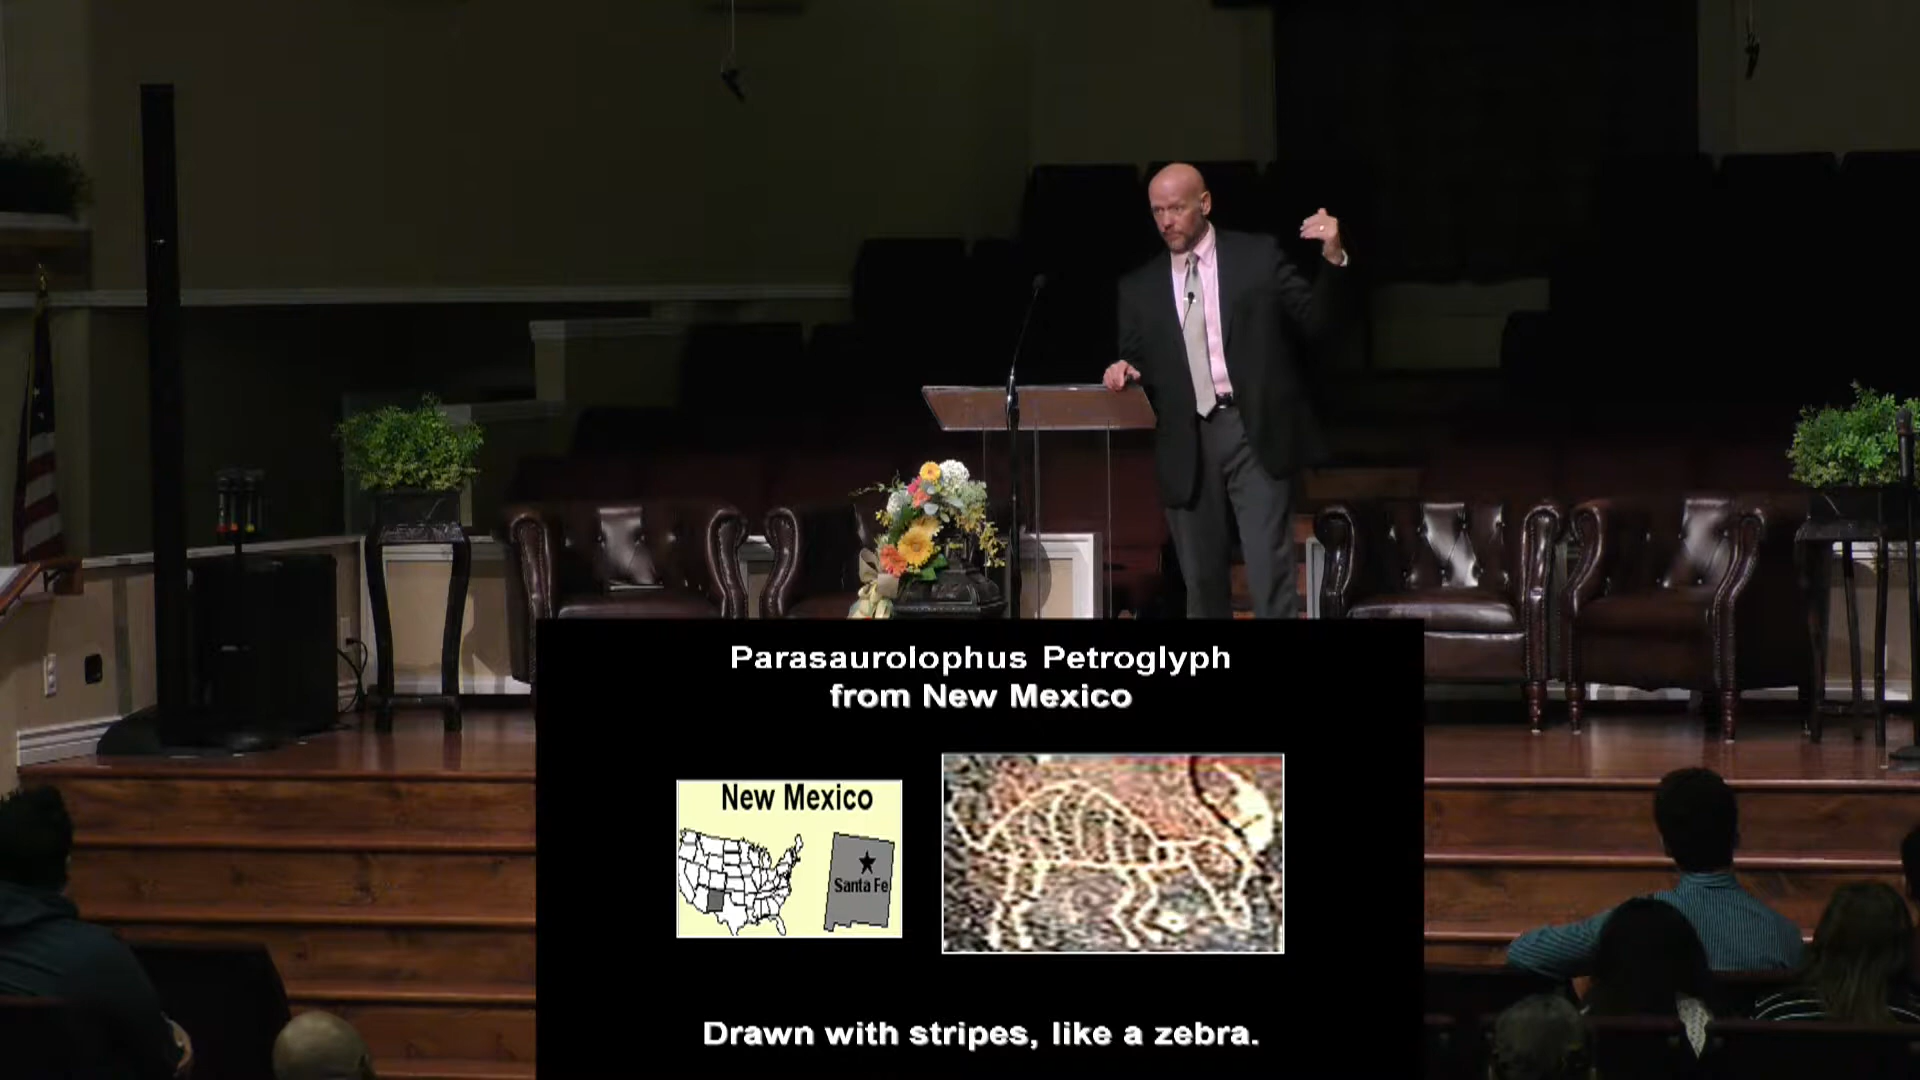 Parasaurolophus Petroglyph
from New Mexico
New Mexico
Santa Fe
Drawn with stripes, like a zebra.